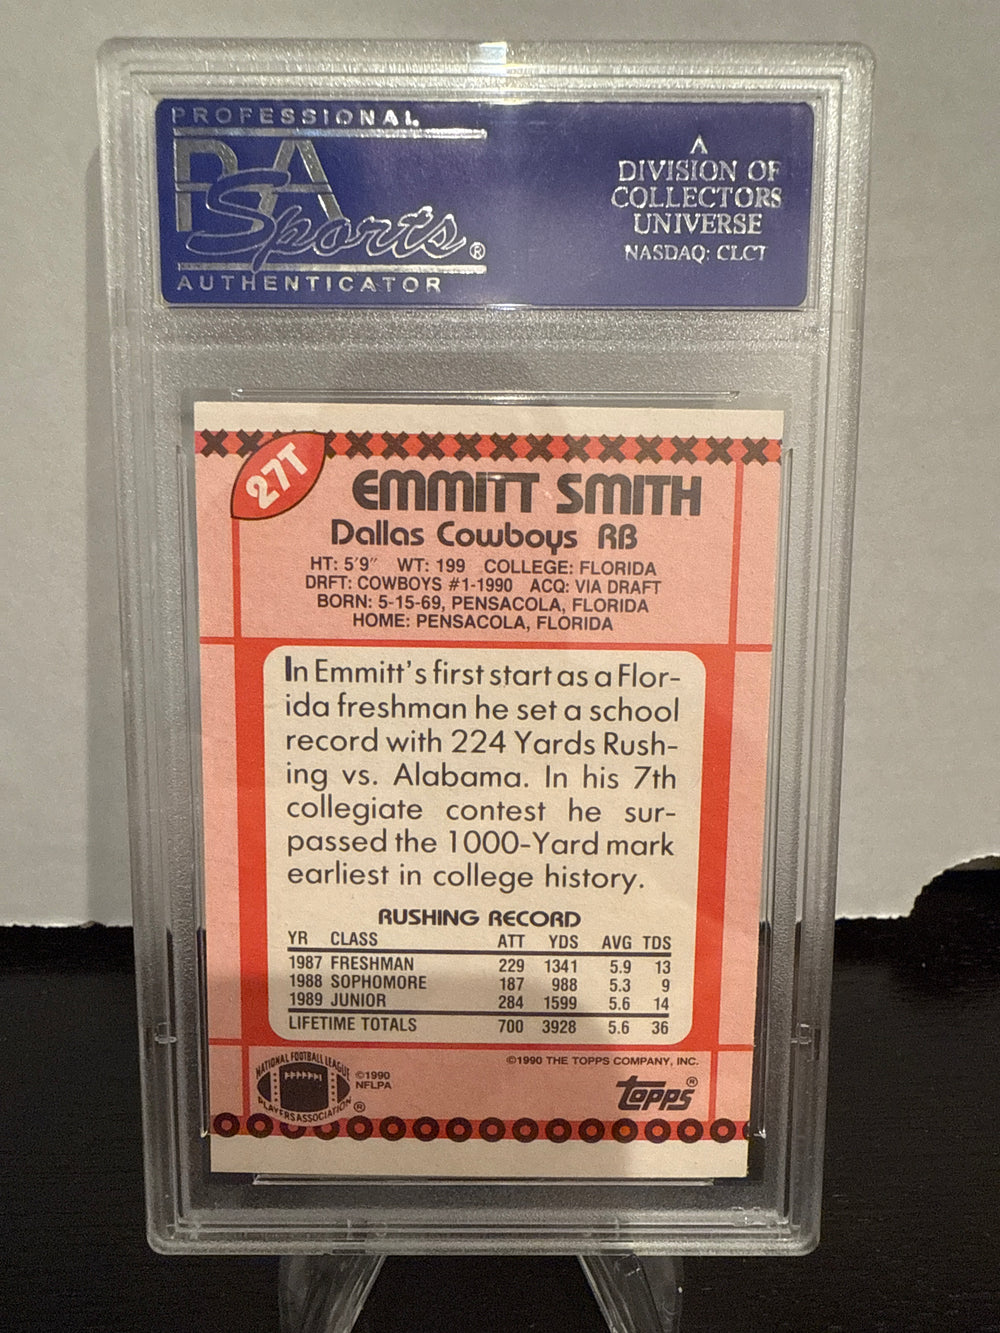 PROFESSIONAL
PSA
Sports®
AUTHENTICATOR
A
DIVISION OF
COLLECTORS
UNIVERSE
NASDAQ: CLCT
27T
EMMITT SMITH
Dallas Cowboys RB
HT: 5'9" WT: 199 COLLEGE: FLORIDA
DRFT: COWBOYS #1-1990 ACQ: VIA DRAFT
BORN: 5-15-69, PENSACOLA, FLORIDA
HOME: PENSACOLA, FLORIDA
In Emmitt's first start as a Flor-
ida freshman he set a school
record with 224 Yards Rush-
ing vs. Alabama. In his 7th
collegiate contest he sur-
passed the 1000-Yard mark
earliest in college history.
RUSHING RECORD
YR CLASS ATT YDS AVG TDS
1987 FRESHMAN 229 1341 5.9 13
1988 SOPHOMORE 187 988 5.3 9
1989 JUNIOR 284 1599 5.6 14
LIFETIME TOTALS 700 3928 5.6 36
NATIONAL FOOTBALL LEAGUE
PLAYERS ASSOCIATION ®
©1990
NFLPA
©1990 THE TOPPS COMPANY, INC.
topps®